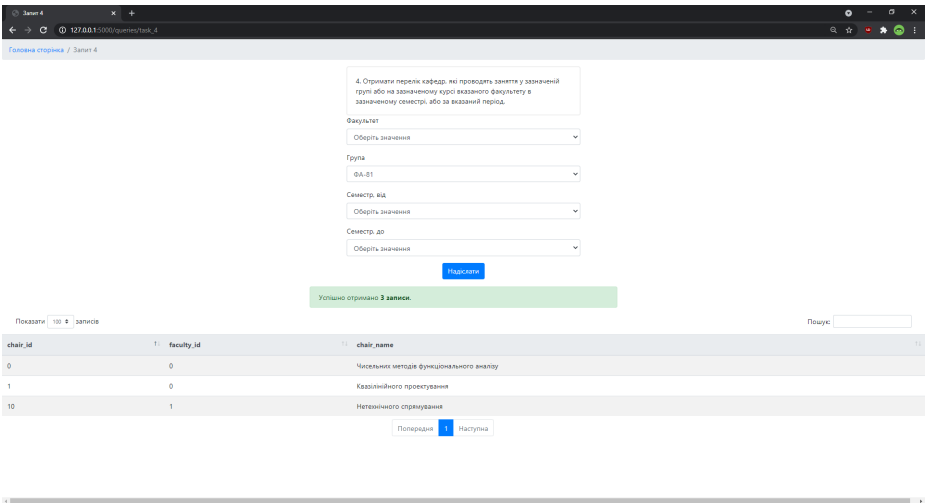 Запит 4
127.0.0.1:5000/queries/task_4
Головна сторінка / Запит 4
4. Отримати перелік кафедр, які проводять заняття у зазначеній
групі або на зазначеному курсі вказаного факультету в
зазначеному семестрі, або за вказаний період.
Факультет
Оберіть значення
Група
ФА-81
Семестр, від
Оберіть значення
Семестр, до
Оберіть значення
Надіслати
Успішно отримано 3 записи.
Показати 100 записів
Пошук:
chair_id faculty_id chair_name
0 0 Чисельних методів функціонального аналізу
1 0 Квазілінійного проектування
10 1 Нетехнічного спрямування
Попередня 1 Наступна